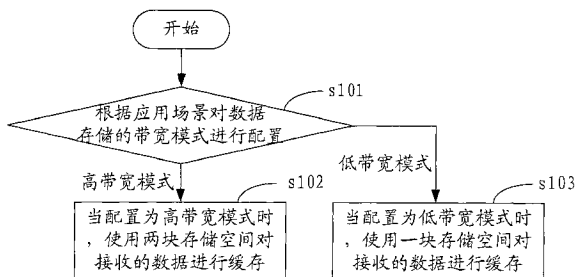 开始
s101
根据应用场景对数据
存储的带宽模式进行配置
高带宽模式
低带宽模式
s102
s103
当配置为高带宽模式时
，使用两块存储空间对
接收的数据进行缓存
当配置为低带宽模式时
，使用一块存储空间对
接收的数据进行缓存